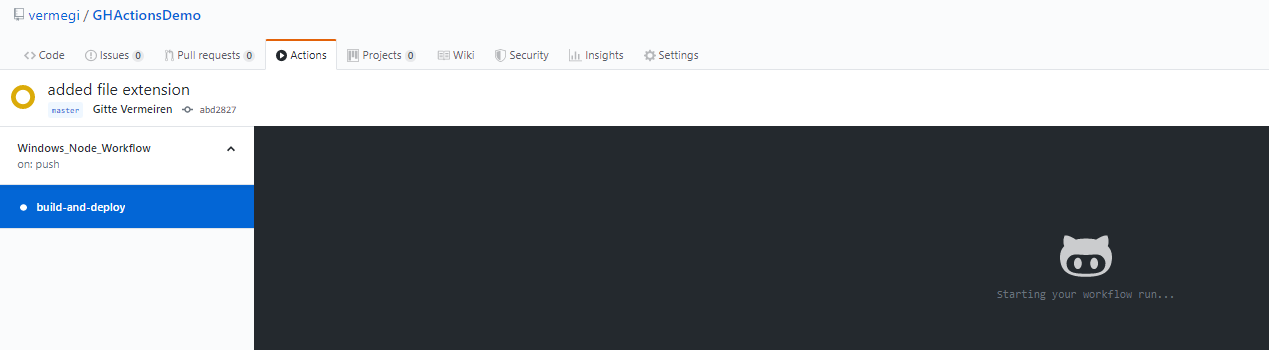 vermegi / GHActionsDemo
Code Issues 0 Pull requests 0 Actions Projects 0 Wiki Security Insights Settings
added file extension
master Gitte Vermeiren abd2827
Windows_Node_Workflow
on: push
build-and-deploy
Starting your workflow run...